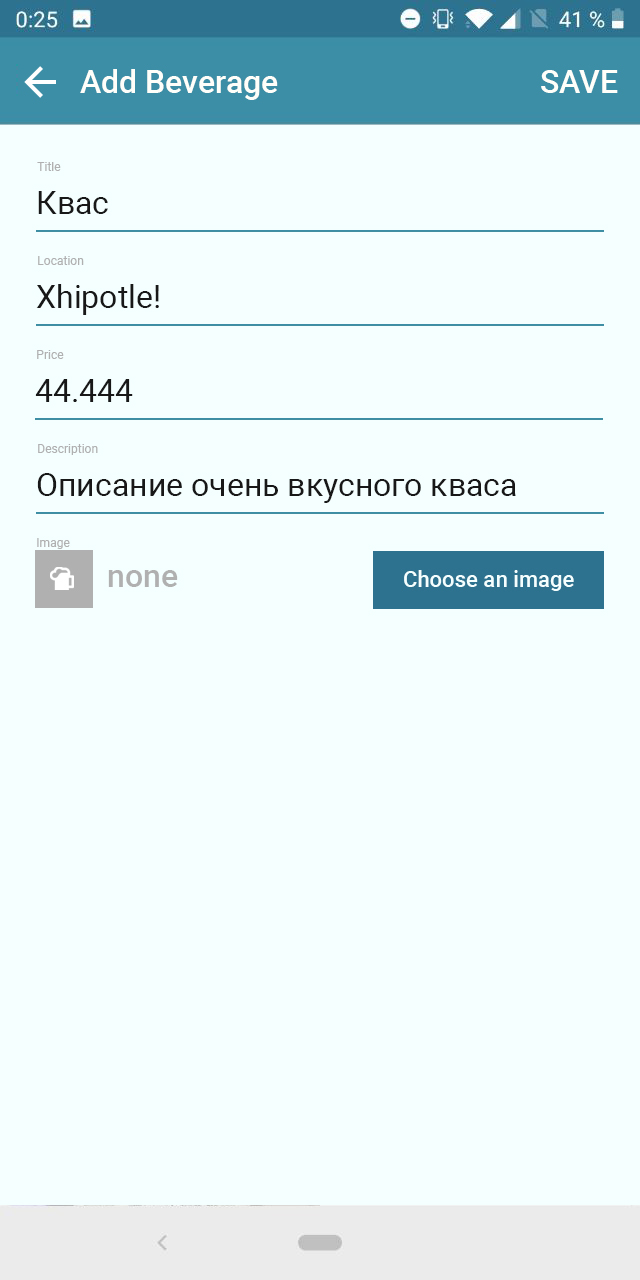 0:25
41 %
Add Beverage
SAVE
Title
Квас
Location
Xhipotle!
Price
44.444
Description
Описание очень вкусного кваса
Image
none
Choose an image